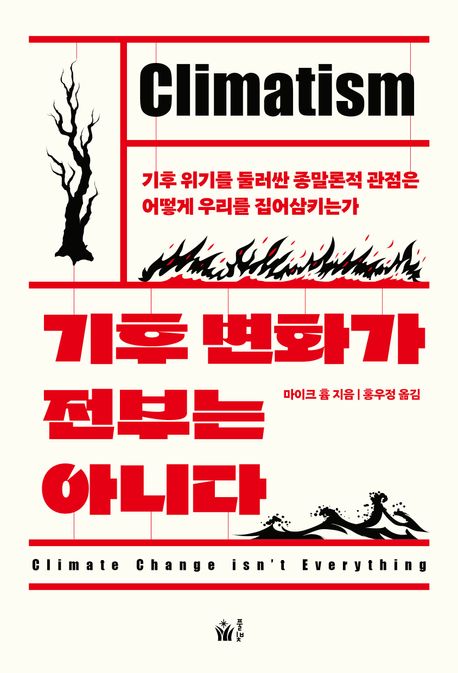 Climatism
기후 위기를 둘러싼 종말론적 관점은
어떻게 우리를 집어삼키는가
기후 변화가
전부는
마이크 흄 지음 | 홍우정 옮김
아니다
Climate Change isn't Everything
풀빛